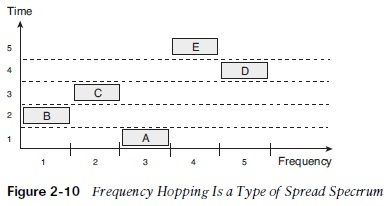 Time
5 E
4 D
3 C
2 B
1 A
1 2 3 4 5 Frequency
Figure 2-10 Frequency Hopping Is a Type of Spread Specrrum